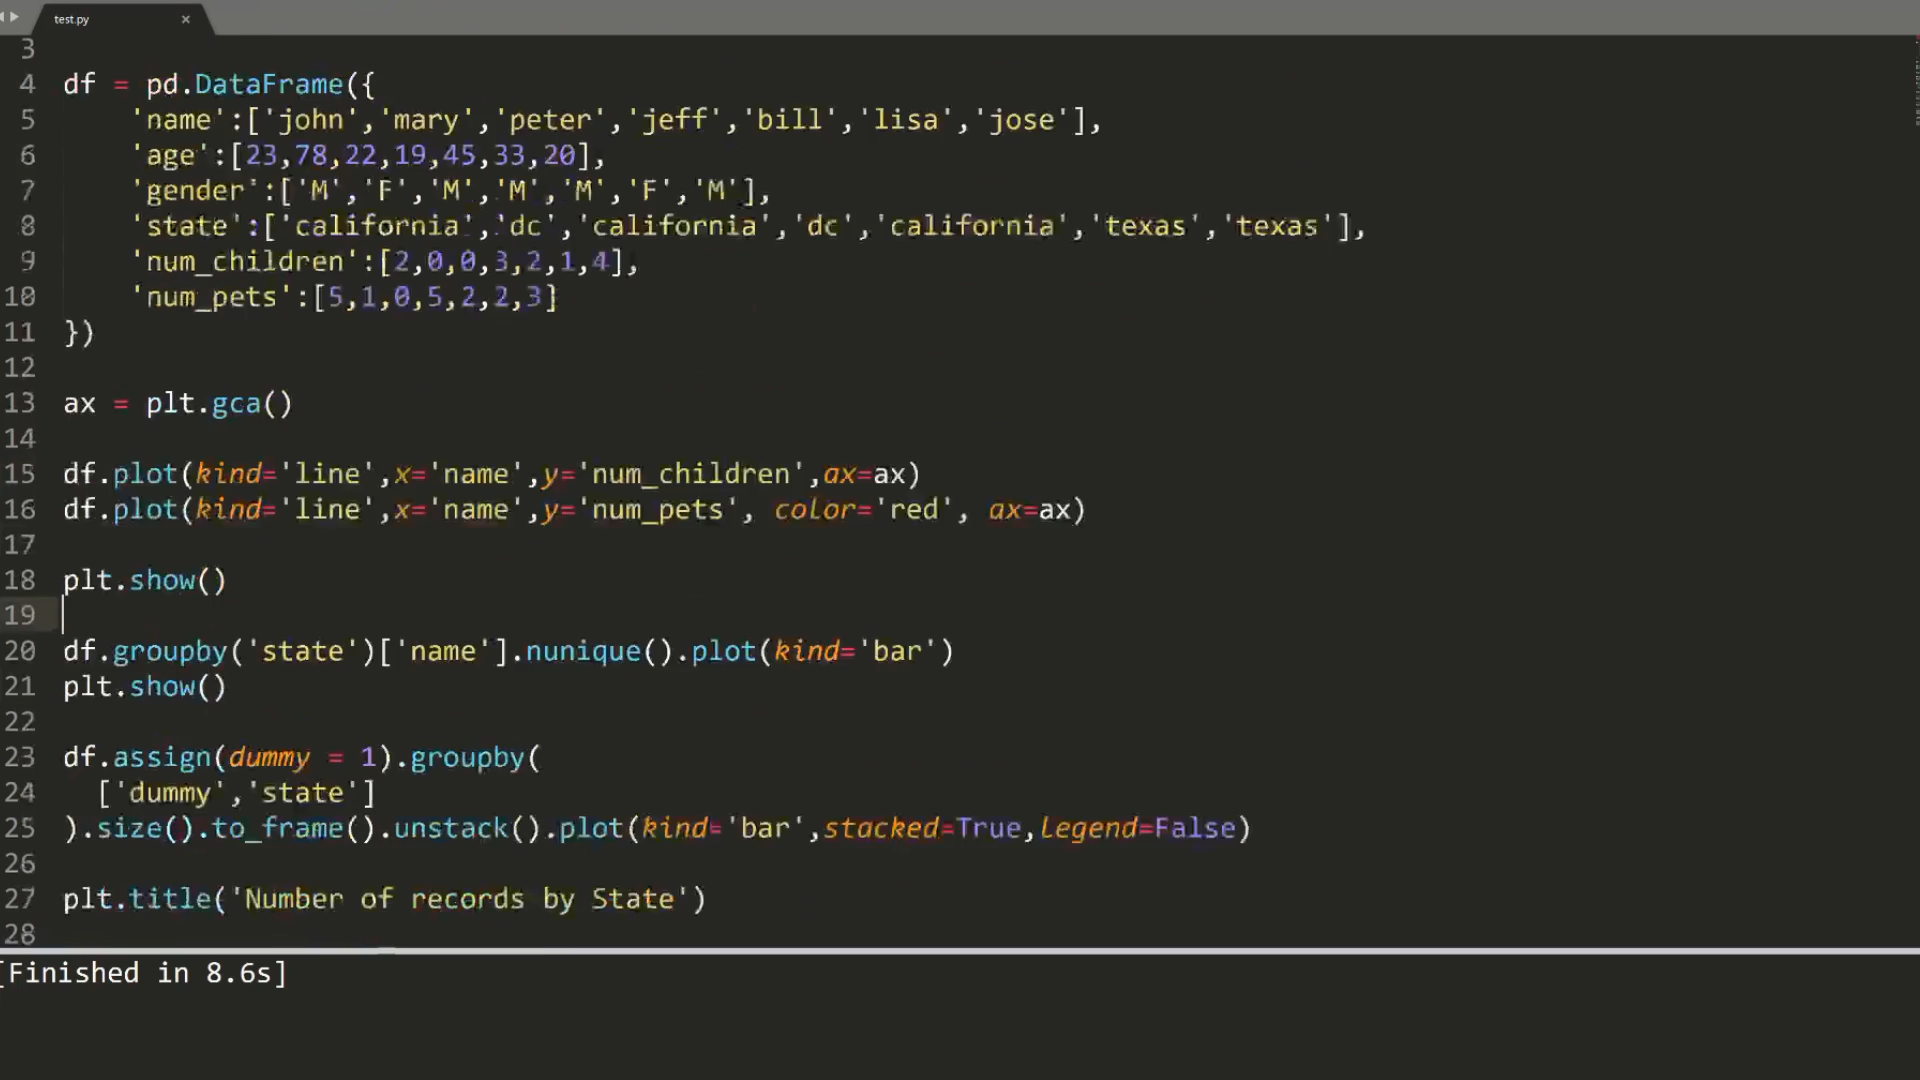 test.py ×
3
4 df = pd.DataFrame({
5 'name':['john','mary','peter','jeff','bill','lisa','jose'],
6 'age':[23,78,22,19,45,33,20],
7 'gender':['M','F','M','M','M','F','M'],
8 'state':['california','dc','california','dc','california','texas','texas'],
9 'num_children':[2,0,0,3,2,1,4],
10 'num_pets':[5,1,0,5,2,2,3]
11 })
12
13 ax = plt.gca()
14
15 df.plot(kind='line',x='name',y='num_children',ax=ax)
16 df.plot(kind='line',x='name',y='num_pets', color='red', ax=ax)
17
18 plt.show()
19
20 df.groupby('state')['name'].nunique().plot(kind='bar')
21 plt.show()
22
23 df.assign(dummy = 1).groupby(
24 ['dummy','state']
25 ).size().to_frame().unstack().plot(kind='bar',stacked=True,legend=False)
26
27 plt.title('Number of records by State')
28
[Finished in 8.6s]